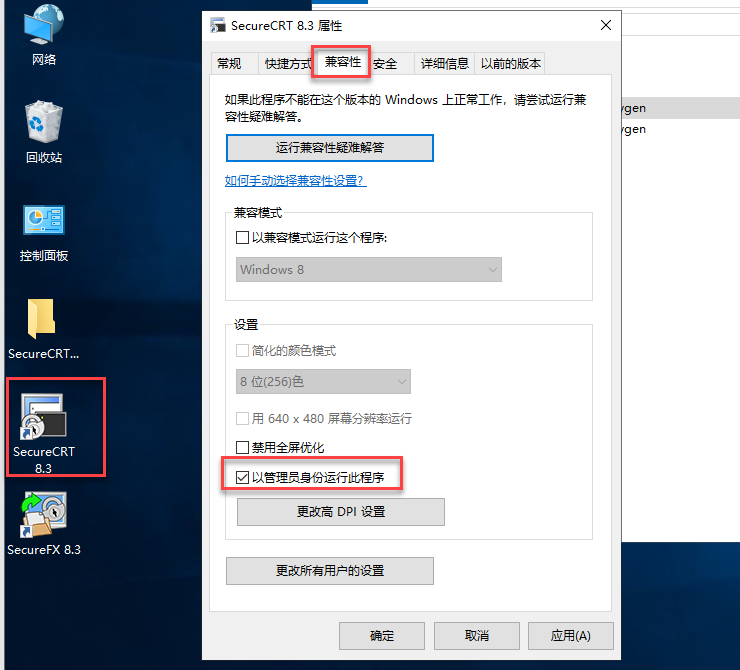 网络
回收站
控制面板
SecureCRT...
SecureCRT
8.3
SecureFX 8.3
SecureCRT 8.3 属性
常规
快捷方式
兼容性
安全
详细信息
以前的版本
如果此程序不能在这个版本的 Windows 上正常工作，请尝试运行兼
容性疑难解答。
运行兼容性疑难解答
如何手动选择兼容性设置?
兼容模式
以兼容模式运行这个程序:
Windows 8
设置
简化的颜色模式
8 位(256)色
用 640 x 480 屏幕分辨率运行
禁用全屏优化
以管理员身份运行此程序
更改高 DPI 设置
更改所有用户的设置
确定
取消
应用(A)
ygen
ygen